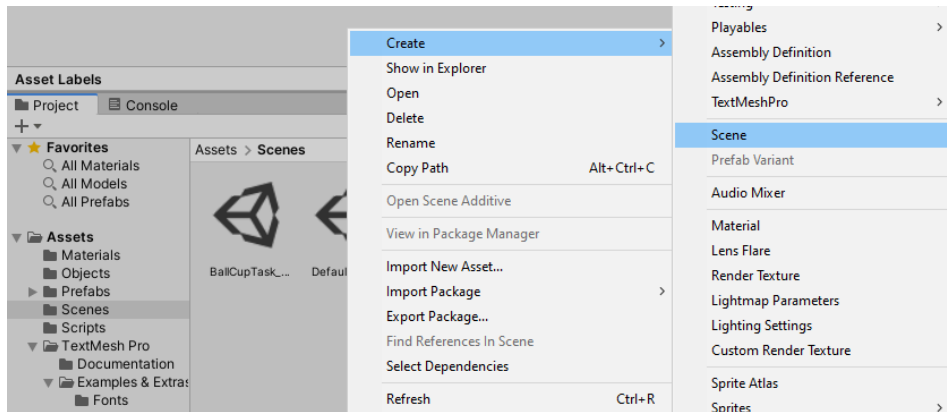 Asset Labels
Project
Console
Favorites
All Materials
All Models
All Prefabs
Assets
Materials
Objects
Prefabs
Scenes
Scripts
TextMesh Pro
Documentation
Examples & Extras
Fonts
Assets > Scenes
BallCupTask_...
Defaul
Create >
Show in Explorer
Open
Delete
Rename
Copy Path Alt+Ctrl+C
Open Scene Additive
View in Package Manager
Import New Asset...
Import Package >
Export Package...
Find References In Scene
Select Dependencies
Refresh Ctrl+R
Playables >
Assembly Definition
Assembly Definition Reference
TextMeshPro >
Scene
Prefab Variant
Audio Mixer
Material
Lens Flare
Render Texture
Lightmap Parameters
Lighting Settings
Custom Render Texture
Sprite Atlas
Sprites >